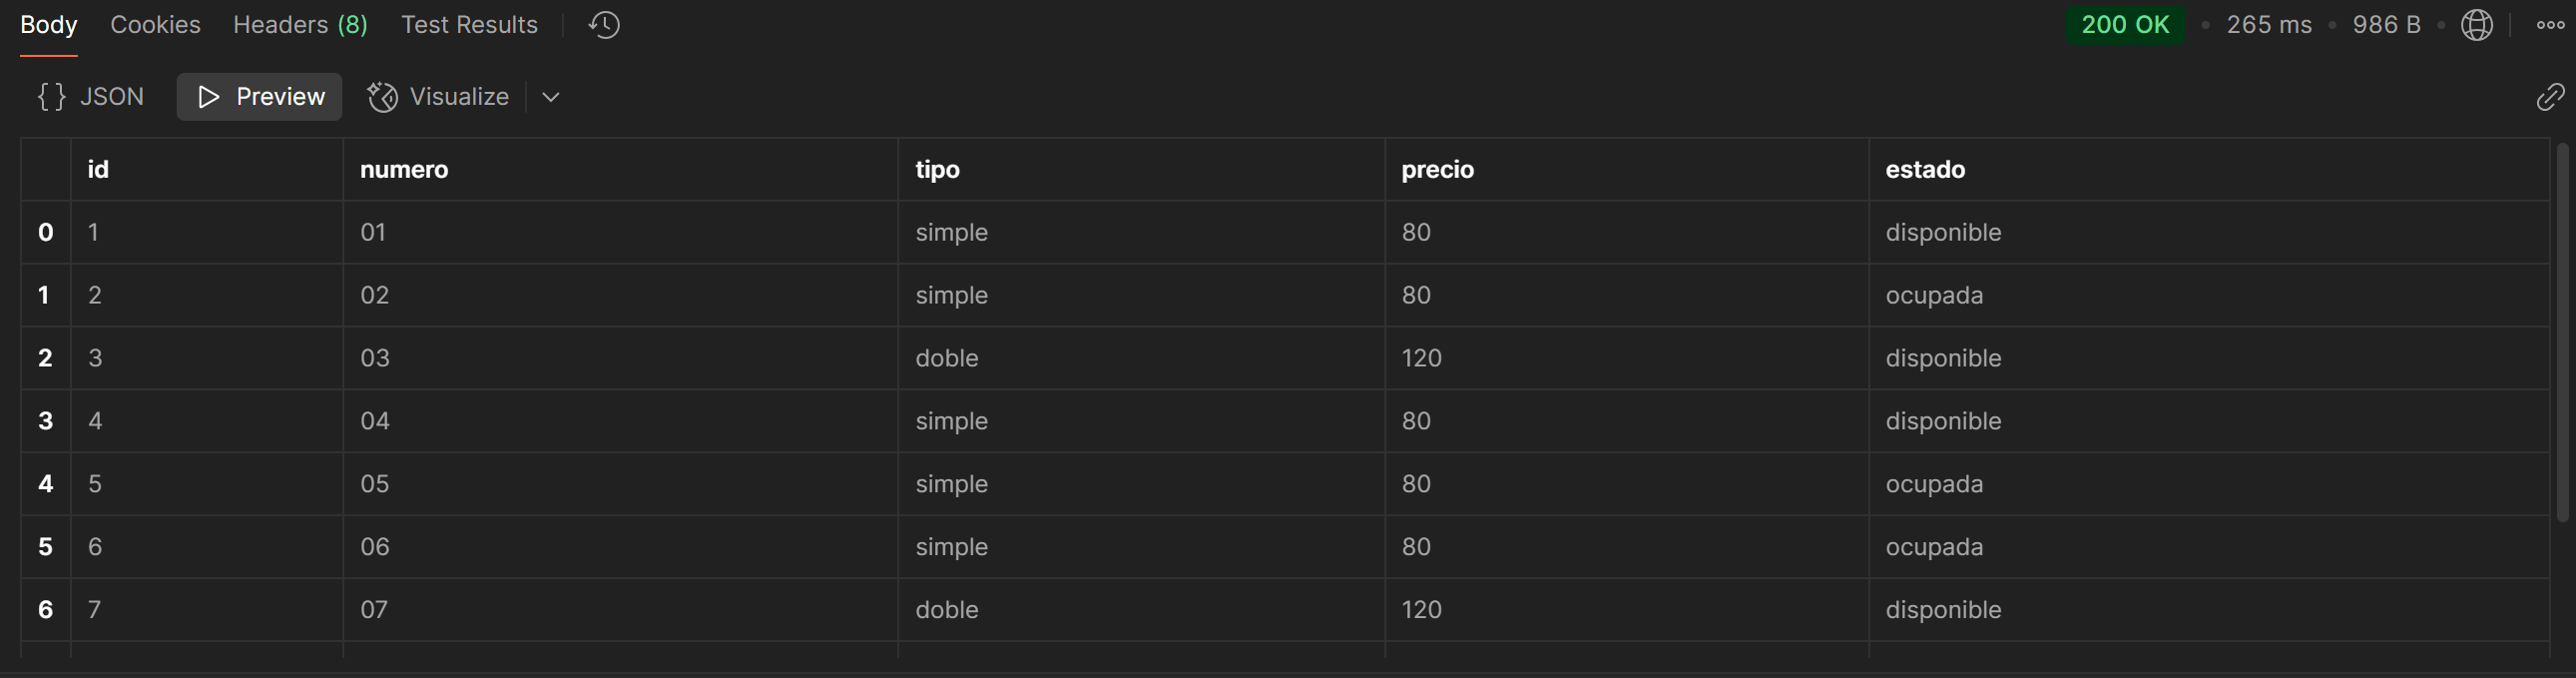 Body Cookies Headers (8) Test Results 200 OK 265 ms 986 B
{} JSON Preview Visualize
id numero tipo precio estado
0 1 01 simple 80 disponible
1 2 02 simple 80 ocupada
2 3 03 doble 120 disponible
3 4 04 simple 80 disponible
4 5 05 simple 80 ocupada
5 6 06 simple 80 ocupada
6 7 07 doble 120 disponible